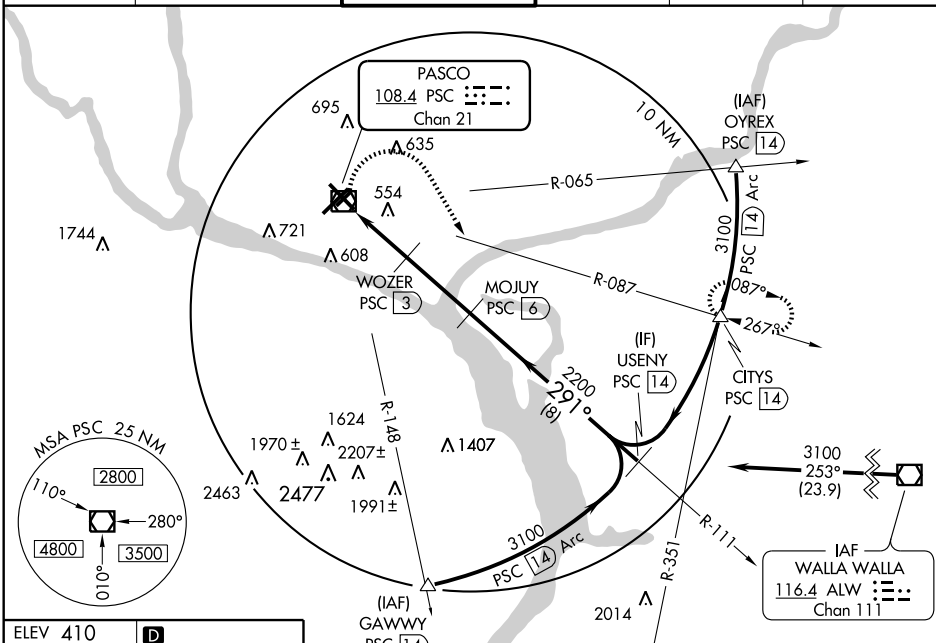 PASCO
108.4 PSC
Chan 21
10 NM
(IAF)
OYREX
PSC 14
695
635
R-065
554
3100
PSC 14 Arc
1744
721
608
R-087
087°
267°
WOZER
PSC 3
MOJUY
PSC 6
(IF)
USENY
PSC 14
CITYS
PSC 14
2200
291°
(8)
R-148
1624
1970 ±
2207±
1407
2463
2477
1991±
MSA PSC 25 NM
2800
110°
280°
4800
3500
010°
3100
253°
(23.9)
R-111
R-351
3100
PSC 14 Arc
IAF
WALLA WALLA
116.4 ALW
Chan 111
2014
(IAF)
GAWWY
PSC 14
ELEV 410
D